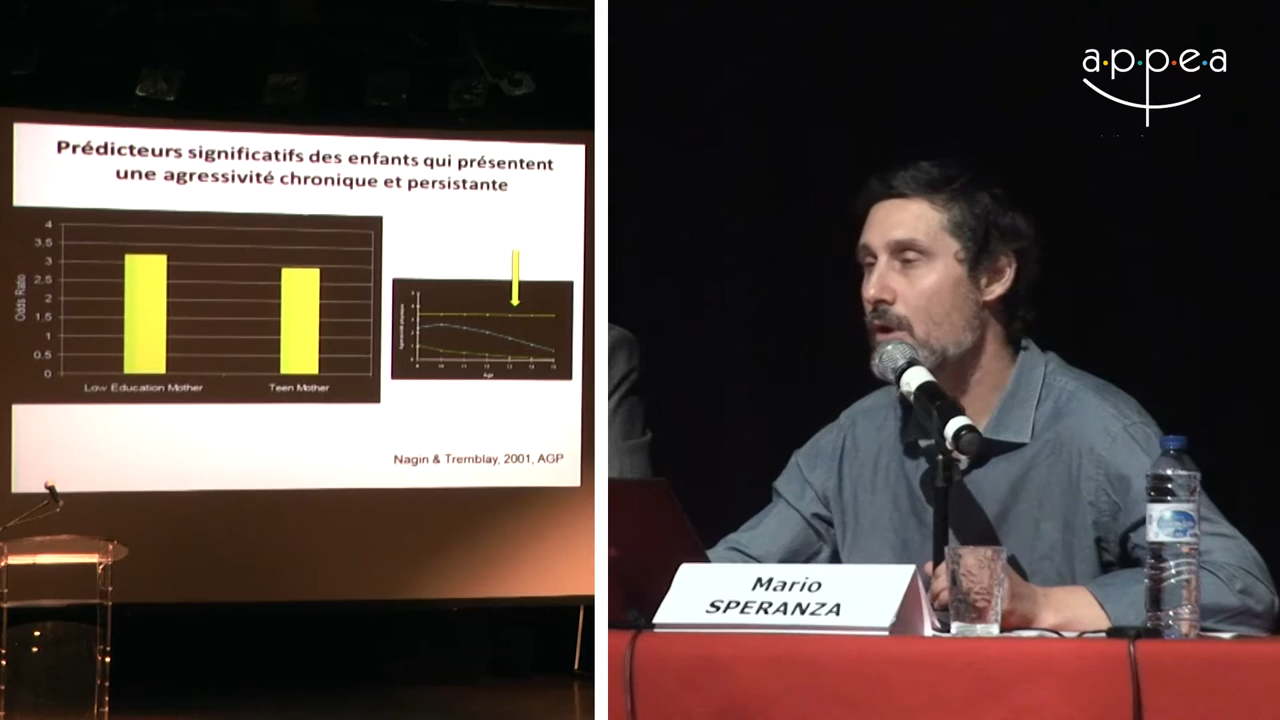 Prédicteurs significatifs des enfants qui présentent
une agressivité chronique et persistante
4
3.5
3
2.5
2
1.5
1
0.5
0
Odds Ratio
Low Education Mother
Teen Mother
Age
Nagin & Tremblay, 2001, AGP
a·p·p·e·a
Mario
SPERANZA